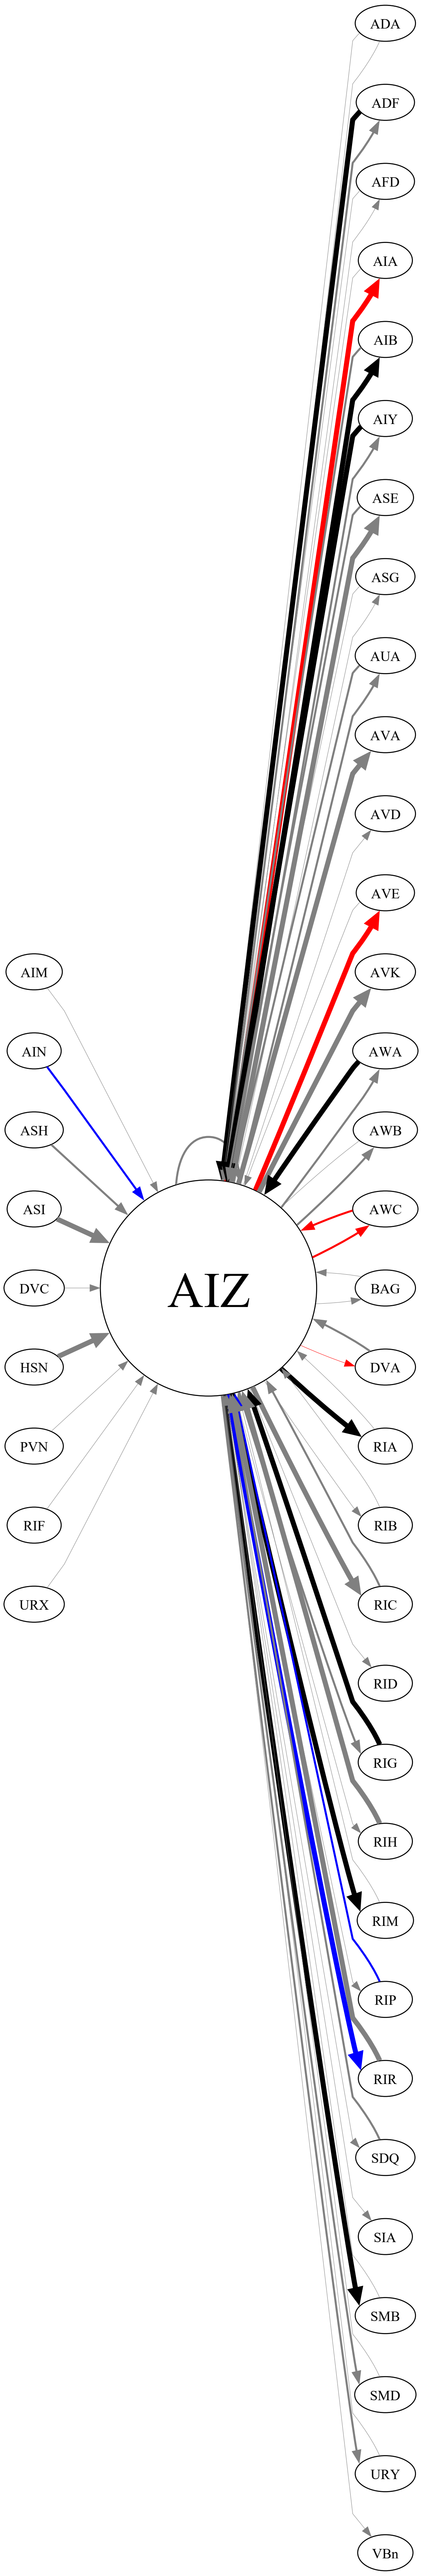 ADA
ADF
AFD
AIA
AIB
AIY
ASE
ASG
AUA
AVA
AVD
AVE
AIM
AVK
AIN
AWA
ASH
AWB
ASI
AWC
AIZ
DVC
BAG
HSN
DVA
PVN
RIA
RIF
RIB
URX
RIC
RID
RIG
RIH
RIM
RIP
RIR
SDQ
SIA
SMB
SMD
URY
VBn